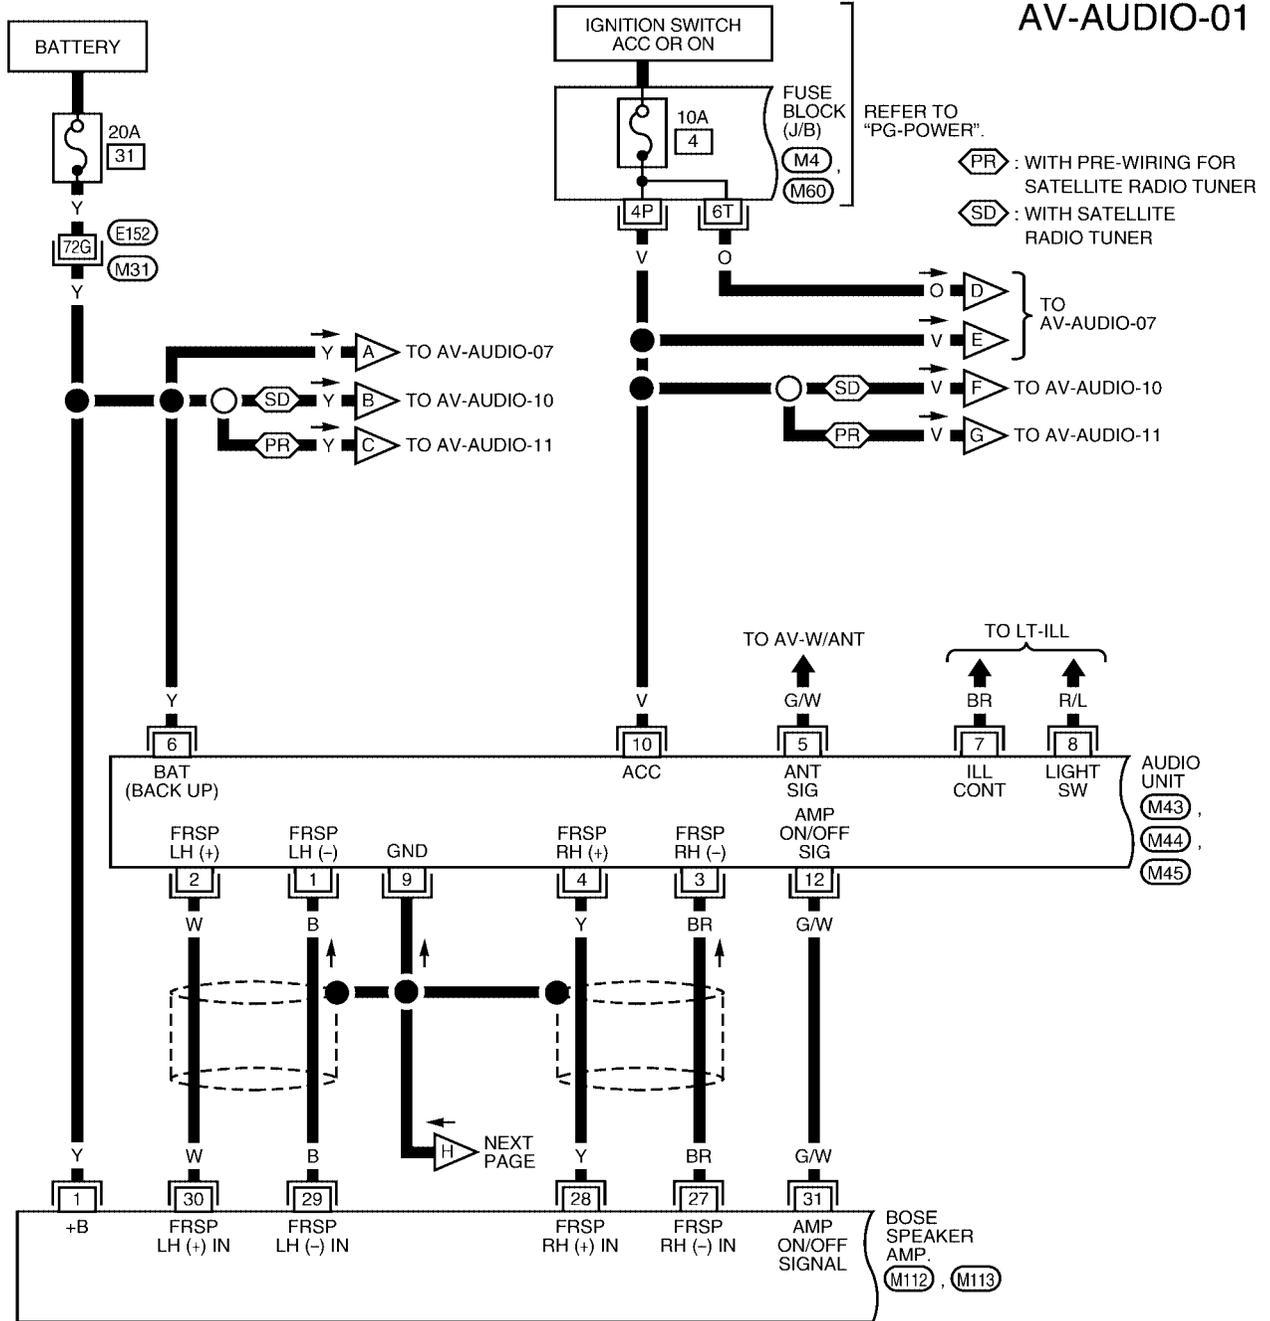 AV-AUDIO-01
BATTERY
20A
31
Y
72G
E152
M31
Y
IGNITION SWITCH
ACC OR ON
10A
4
FUSE
BLOCK
(J/B)
M4 ,
M60
REFER TO
“PG-POWER”.
PR : WITH PRE-WIRING FOR
SATELLITE RADIO TUNER
SD : WITH SATELLITE
RADIO TUNER
4P
6T
V
O
O
D
V
E
TO
AV-AUDIO-07
SD
V
F
TO AV-AUDIO-10
PR
V
G
TO AV-AUDIO-11
Y
A
TO AV-AUDIO-07
SD
Y
B
TO AV-AUDIO-10
PR
Y
C
TO AV-AUDIO-11
TO AV-W/ANT
TO LT-ILL
Y
V
G/W
BR
R/L
6
10
5
7
8
BAT
(BACK UP)
ACC
ANT
SIG
ILL
CONT
LIGHT
SW
AUDIO
UNIT
M43 ,
M44 ,
M45
FRSP
LH (+)
FRSP
LH (–)
GND
FRSP
RH (+)
FRSP
RH (–)
AMP
ON/OFF
SIG
2
1
9
4
3
12
W
B
Y
BR
G/W
H
NEXT
PAGE
Y
W
B
Y
BR
G/W
1
30
29
28
27
31
+B
FRSP
LH (+) IN
FRSP
LH (–) IN
FRSP
RH (+) IN
FRSP
RH (–) IN
AMP
ON/OFF
SIGNAL
BOSE
SPEAKER
AMP.
M112 , M113